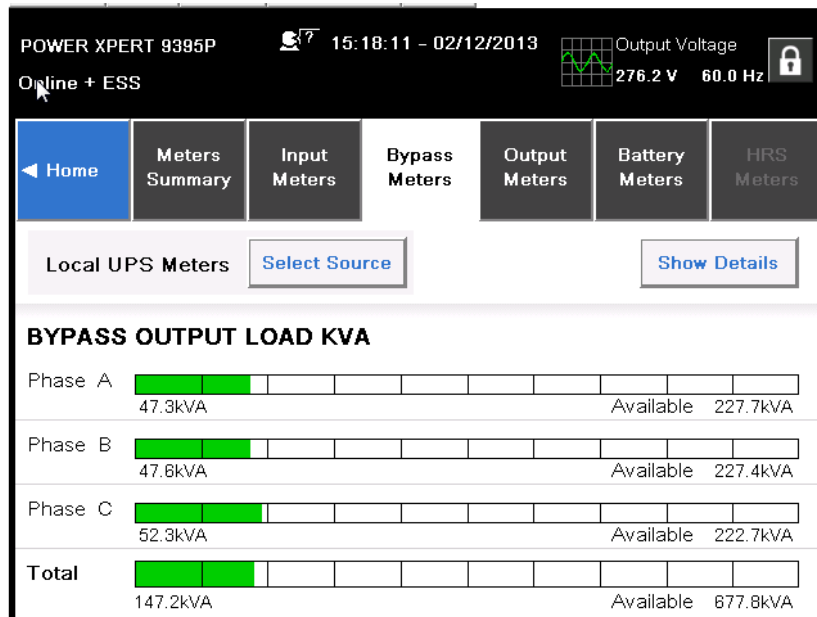 POWER XPERT 9395P
? 15:18:11 - 02/12/2013
Output Voltage
276.2 V 60.0 Hz
Online + ESS
Home
Meters Summary
Input Meters
Bypass Meters
Output Meters
Battery Meters
HRS Meters
Local UPS Meters
Select Source
Show Details
BYPASS OUTPUT LOAD KVA
Phase A
47.3kVA Available 227.7kVA
Phase B
47.6kVA Available 227.4kVA
Phase C
52.3kVA Available 222.7kVA
Total
147.2kVA Available 677.8kVA